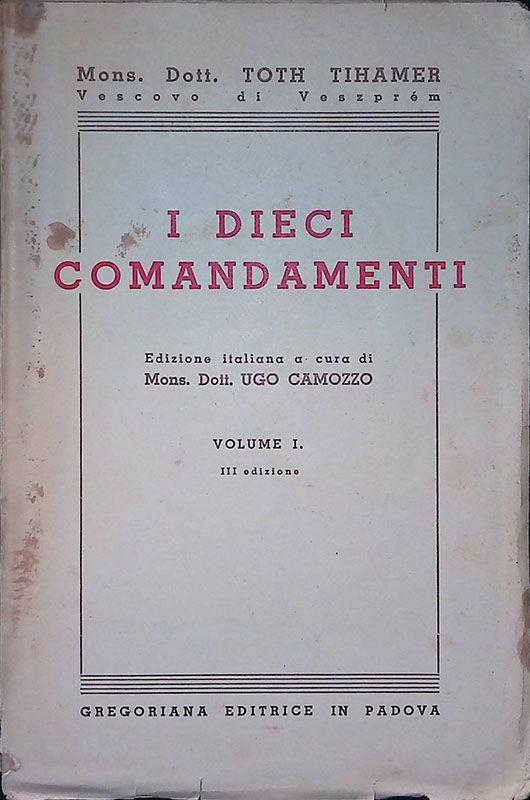 Mons. Dott. TOTH TIHAMER
Vescovo di Veszprém
I DIECI
COMANDAMENTI
Edizione italiana a cura di
Mons. Dott. UGO CAMOZZO
VOLUME I.
III edizione
GREGORIANA EDITRICE IN PADOVA